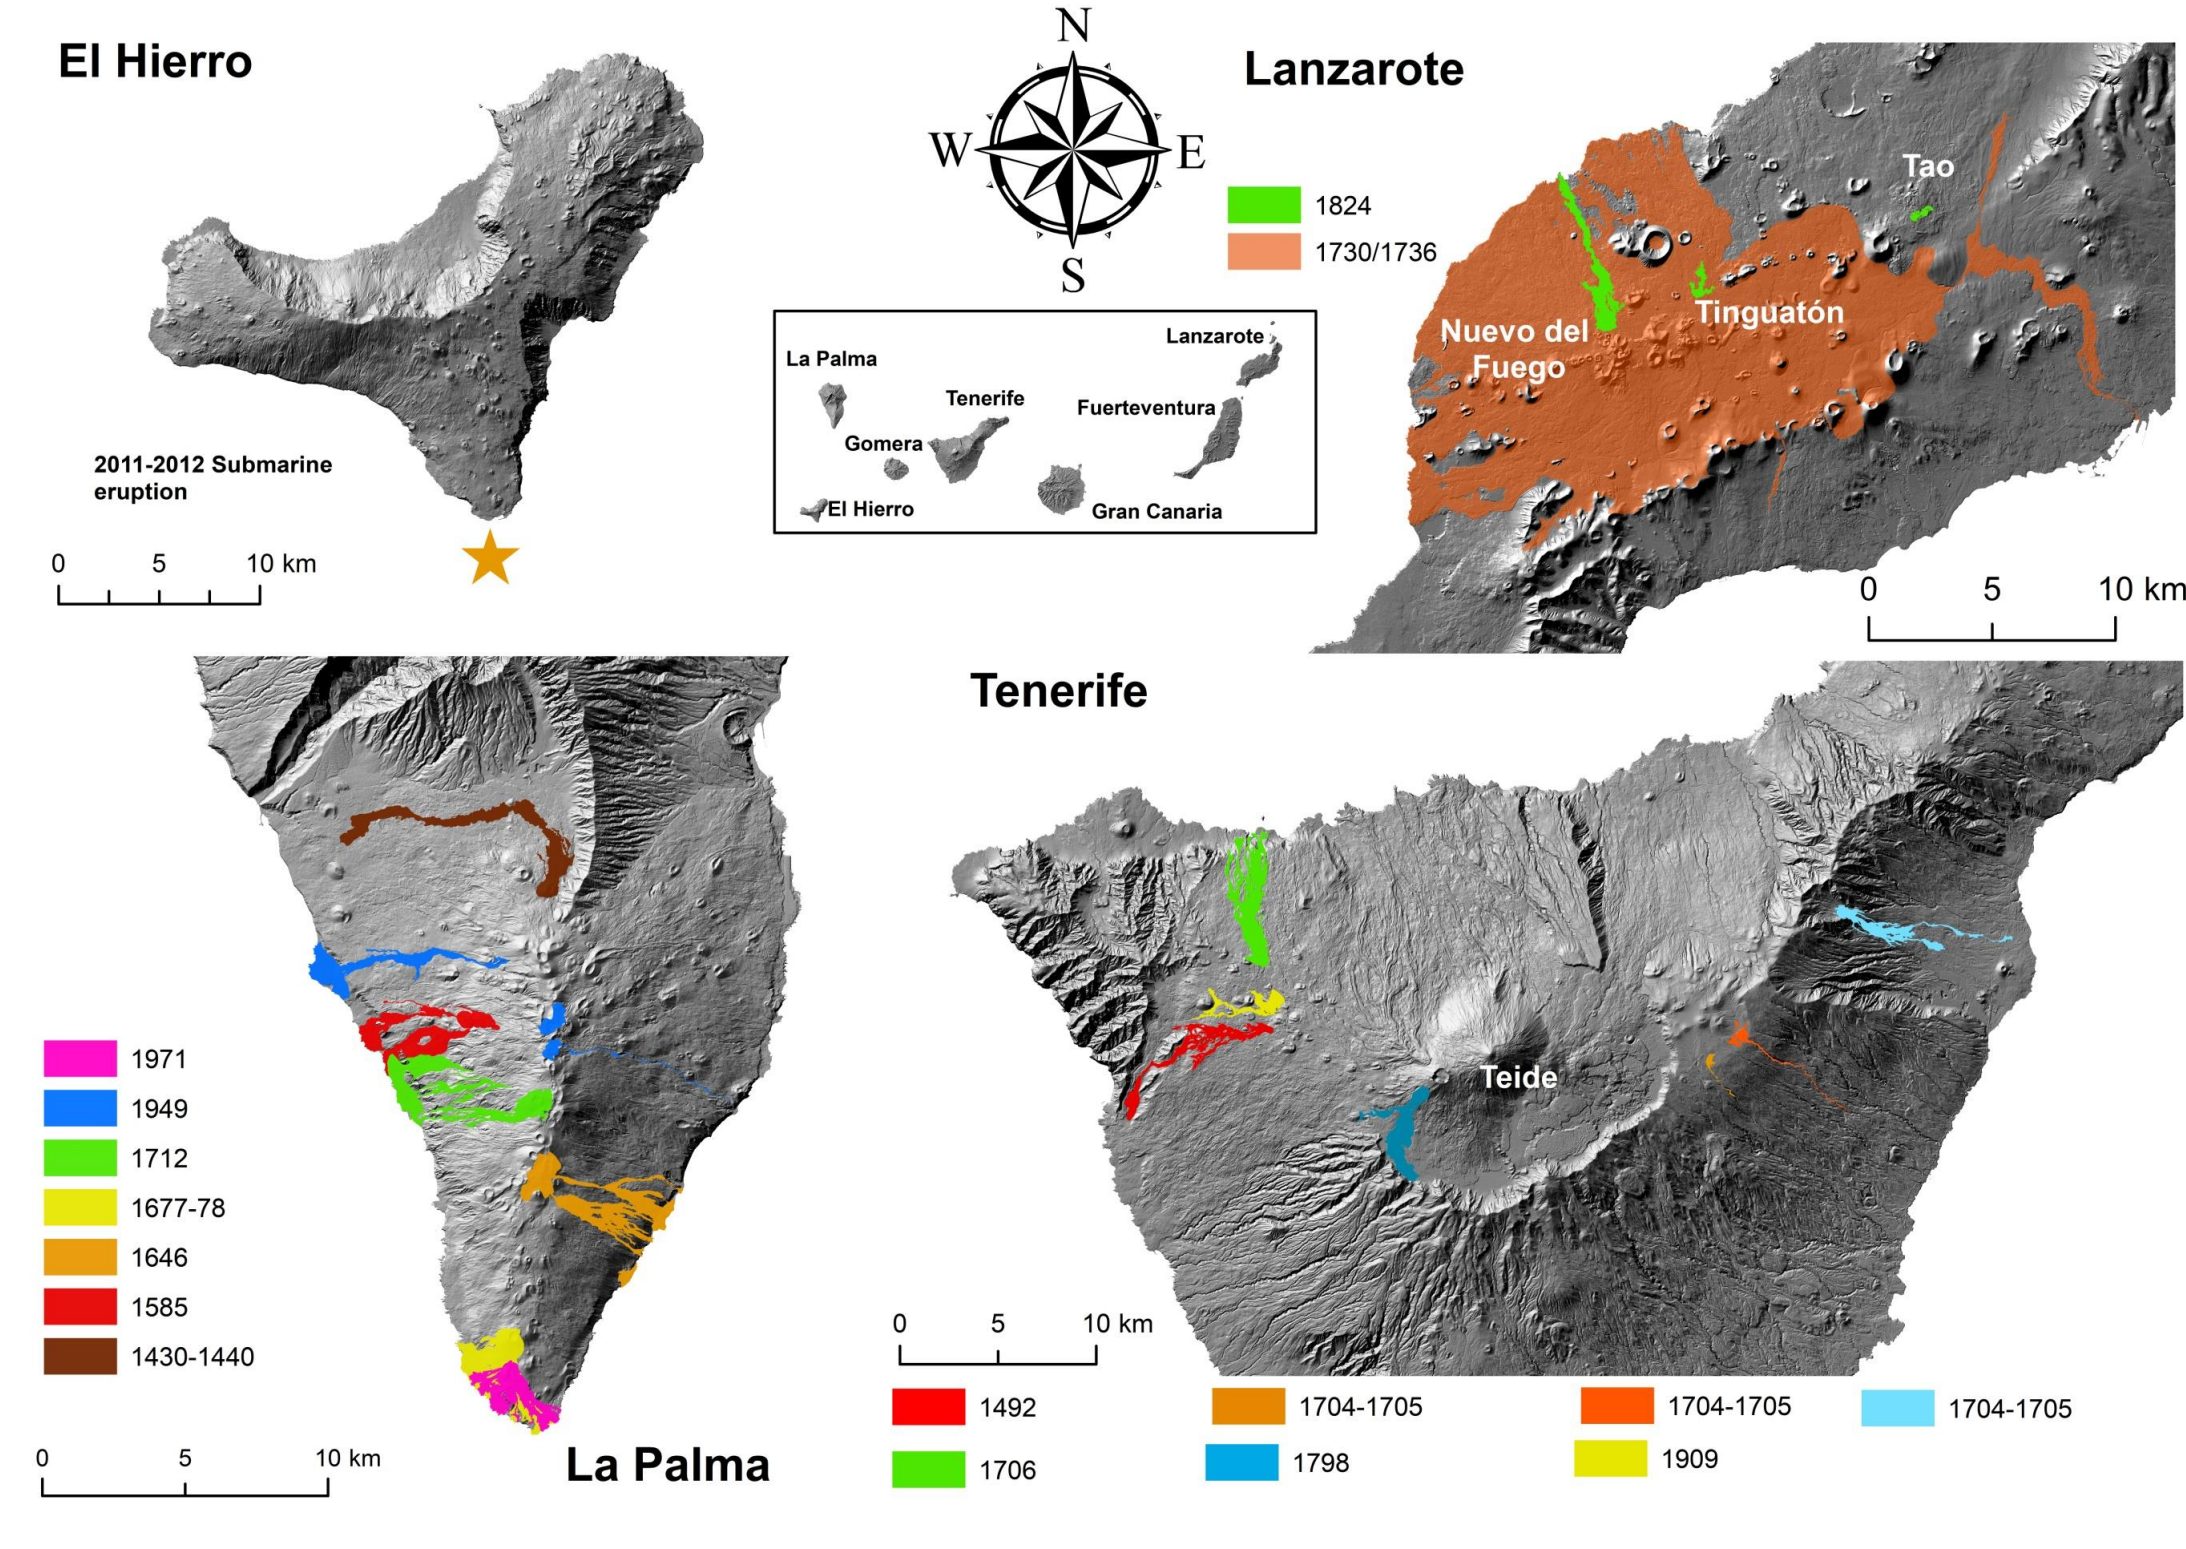 El Hierro
2011-2012 Submarine
eruption
0 5 10 km
N
W E
S
La Palma
Lanzarote
Tenerife
Fuerteventura
Gomera
El Hierro
Gran Canaria
Lanzarote
1824
1730/1736
Tao
Tinguatón
Nuevo del
Fuego
0 5 10 km
1971
1949
1712
1677-78
1646
1585
1430-1440
0 5 10 km
La Palma
Tenerife
Teide
0 5 10 km
1492
1704-1705
1704-1705
1704-1705
1706
1798
1909